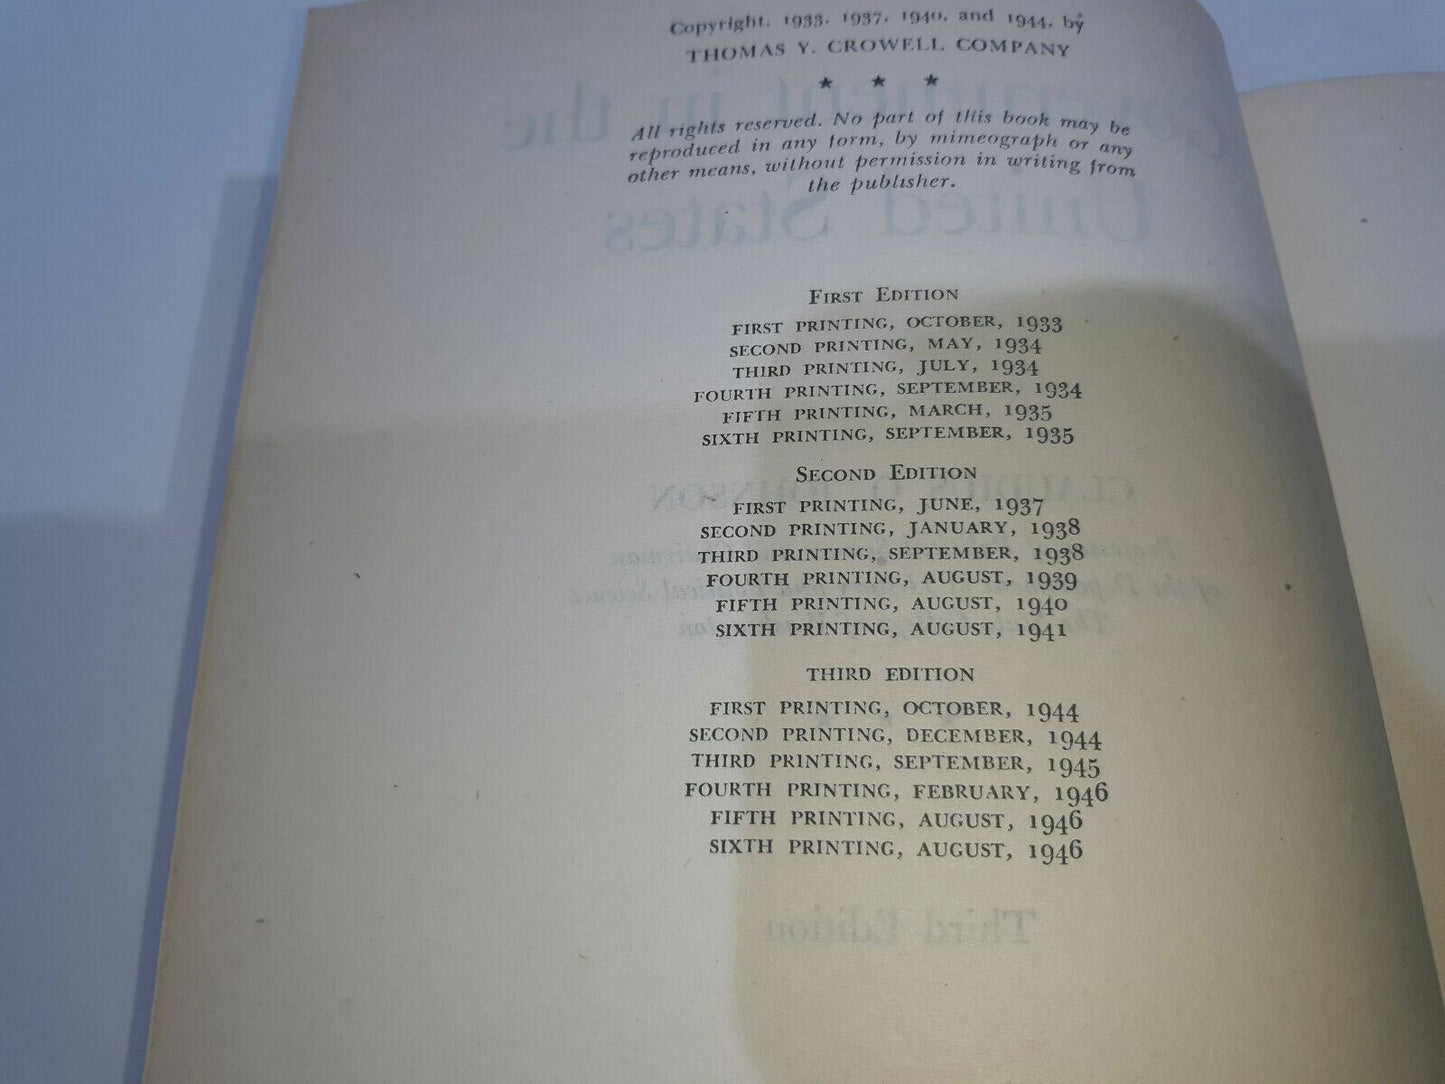 Copyright, 1933, 1937, 1940, and 1944, by
THOMAS Y. CROWELL COMPANY
★ ★ ★
All rights reserved. No part of this book may be
reproduced in any form, by mimeograph or any
other means, without permission in writing from
the publisher.
FIRST EDITION
FIRST PRINTING, OCTOBER, 1933
SECOND PRINTING, MAY, 1934
THIRD PRINTING, JULY, 1934
FOURTH PRINTING, SEPTEMBER, 1934
FIFTH PRINTING, MARCH, 1935
SIXTH PRINTING, SEPTEMBER, 1935
SECOND EDITION
FIRST PRINTING, JUNE, 1937
SECOND PRINTING, JANUARY, 1938
THIRD PRINTING, SEPTEMBER, 1938
FOURTH PRINTING, AUGUST, 1939
FIFTH PRINTING, AUGUST, 1940
SIXTH PRINTING, AUGUST, 1941
THIRD EDITION
FIRST PRINTING, OCTOBER, 1944
SECOND PRINTING, DECEMBER, 1944
THIRD PRINTING, SEPTEMBER, 1945
FOURTH PRINTING, FEBRUARY, 1946
FIFTH PRINTING, AUGUST, 1946
SIXTH PRINTING, AUGUST, 1946